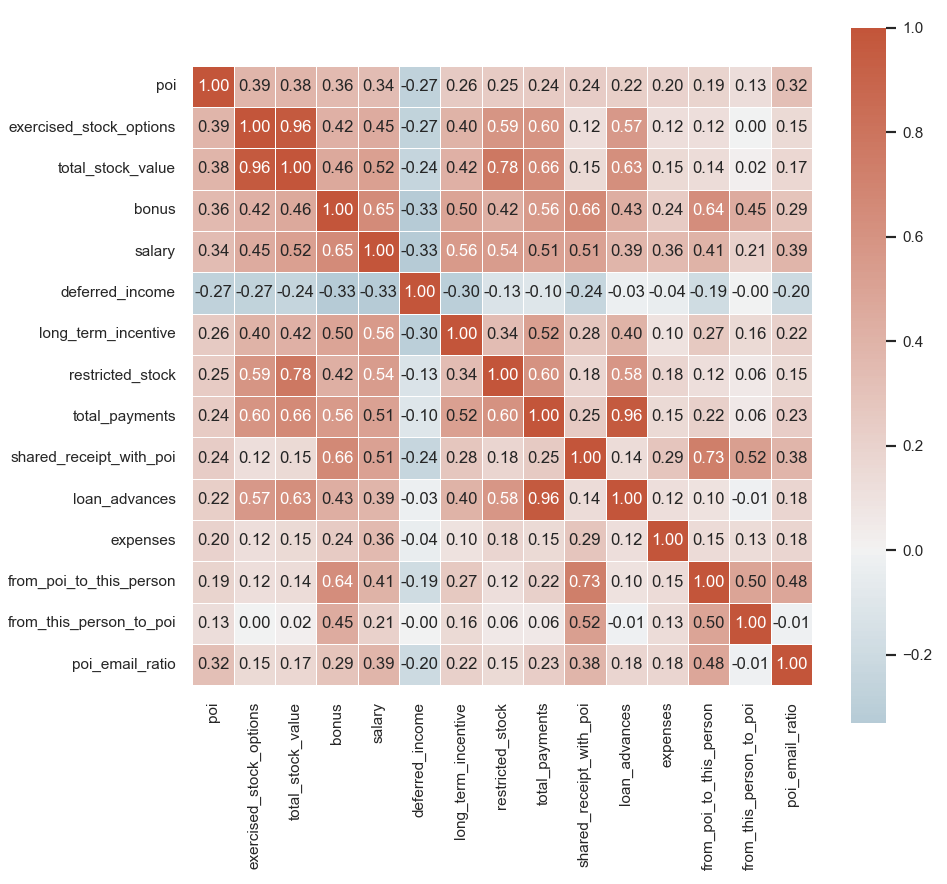 poi 1.00 0.39 0.38 0.36 0.34 -0.27 0.26 0.25 0.24 0.24 0.22 0.20 0.19 0.13 0.32
exercised_stock_options 0.39 1.00 0.96 0.42 0.45 -0.27 0.40 0.59 0.60 0.12 0.57 0.12 0.12 0.00 0.15
total_stock_value 0.38 0.96 1.00 0.46 0.52 -0.24 0.42 0.78 0.66 0.15 0.63 0.15 0.14 0.02 0.17
bonus 0.36 0.42 0.46 1.00 0.65 -0.33 0.50 0.42 0.56 0.66 0.43 0.24 0.64 0.45 0.29
salary 0.34 0.45 0.52 0.65 1.00 -0.33 0.56 0.54 0.51 0.51 0.39 0.36 0.41 0.21 0.39
deferred_income -0.27 -0.27 -0.24 -0.33 -0.33 1.00 -0.30 -0.13 -0.10 -0.24 -0.03 -0.04 -0.19 -0.00 -0.20
long_term_incentive 0.26 0.40 0.42 0.50 0.56 -0.30 1.00 0.34 0.52 0.28 0.40 0.10 0.27 0.16 0.22
restricted_stock 0.25 0.59 0.78 0.42 0.54 -0.13 0.34 1.00 0.60 0.18 0.58 0.18 0.12 0.06 0.15
total_payments 0.24 0.60 0.66 0.56 0.51 -0.10 0.52 0.60 1.00 0.25 0.96 0.15 0.22 0.06 0.23
shared_receipt_with_poi 0.24 0.12 0.15 0.66 0.51 -0.24 0.28 0.18 0.25 1.00 0.14 0.29 0.73 0.52 0.38
loan_advances 0.22 0.57 0.63 0.43 0.39 -0.03 0.40 0.58 0.96 0.14 1.00 0.12 0.10 -0.01 0.18
expenses 0.20 0.12 0.15 0.24 0.36 -0.04 0.10 0.18 0.15 0.29 0.12 1.00 0.15 0.13 0.18
from_poi_to_this_person 0.19 0.12 0.14 0.64 0.41 -0.19 0.27 0.12 0.22 0.73 0.10 0.15 1.00 0.50 0.48
from_this_person_to_poi 0.13 0.00 0.02 0.45 0.21 -0.00 0.16 0.06 0.06 0.52 -0.01 0.13 0.50 1.00 -0.01
poi_email_ratio 0.32 0.15 0.17 0.29 0.39 -0.20 0.22 0.15 0.23 0.38 0.18 0.18 0.48 -0.01 1.00
poi
exercised_stock_options
total_stock_value
bonus
salary
deferred_income
long_term_incentive
restricted_stock
total_payments
shared_receipt_with_poi
loan_advances
expenses
from_poi_to_this_person
from_this_person_to_poi
poi_email_ratio
1.0
0.8
0.6
0.4
0.2
0.0
−0.2